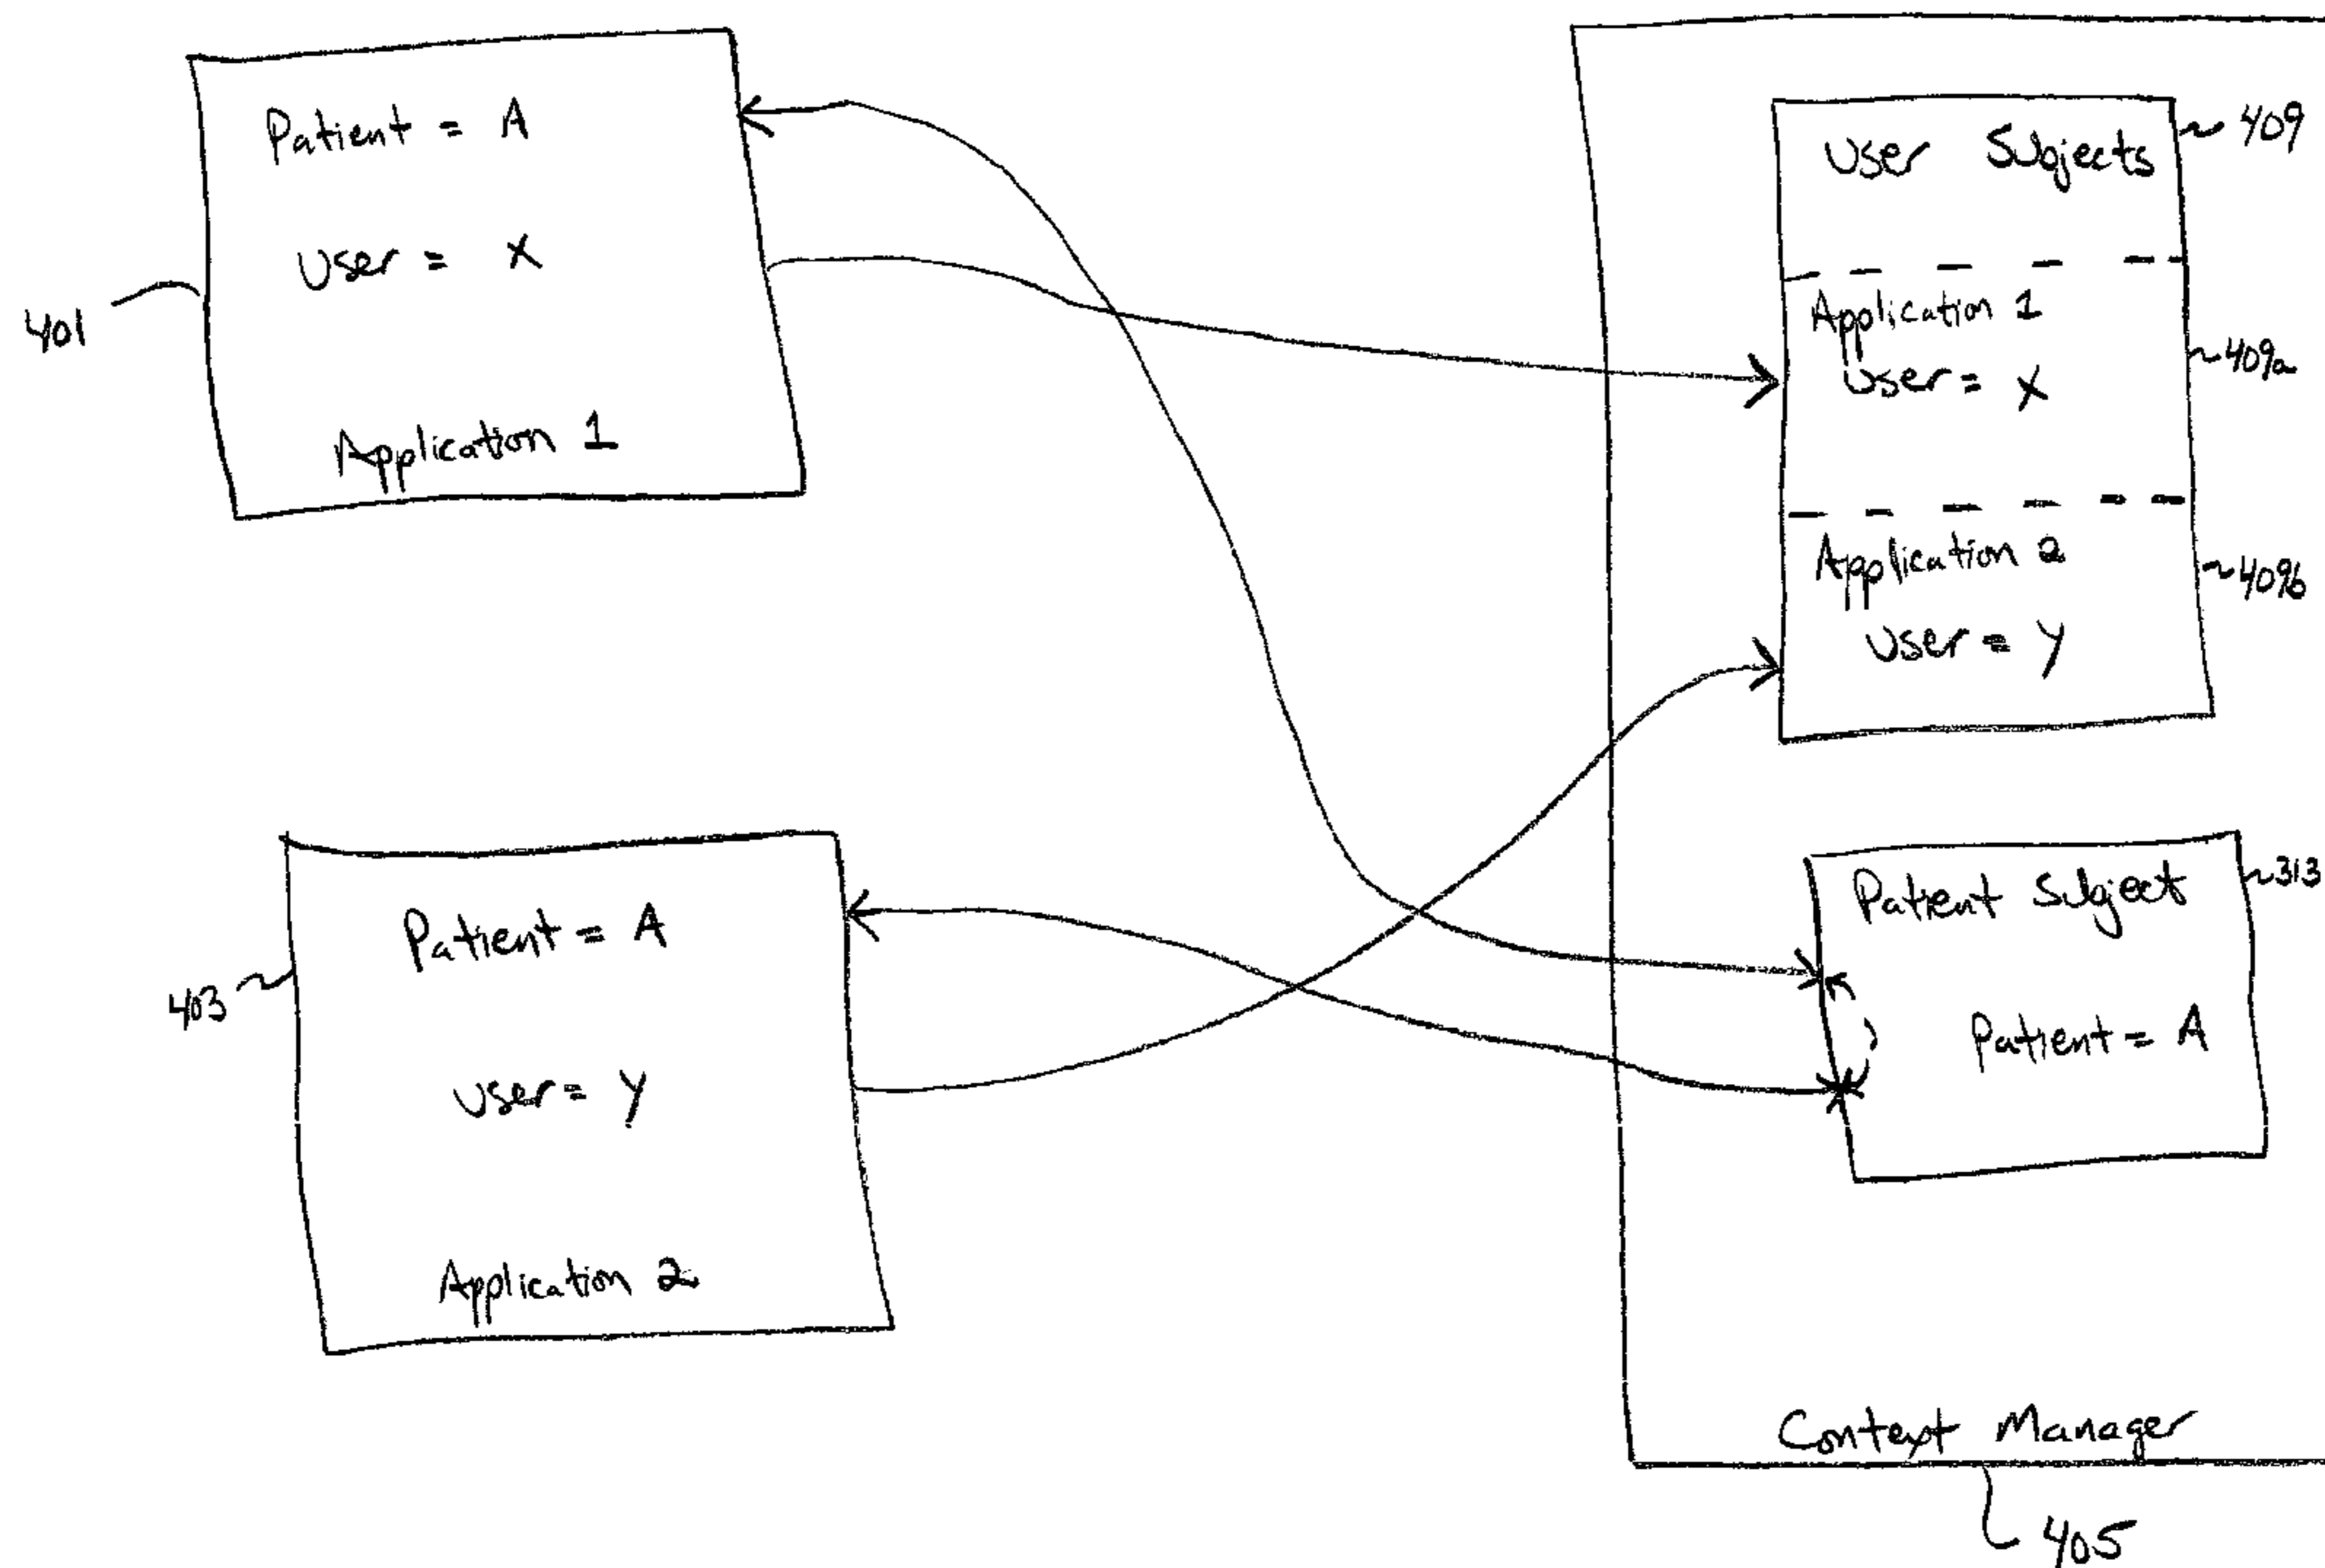 Patient = A
User = X
401
Application 1
User Subjects
409
Application 1
User = X
409a
Application 2
User = Y
409b
Patient = A
403
User = Y
Application 2
Patient Subject
313
Patient = A
Context Manager
405